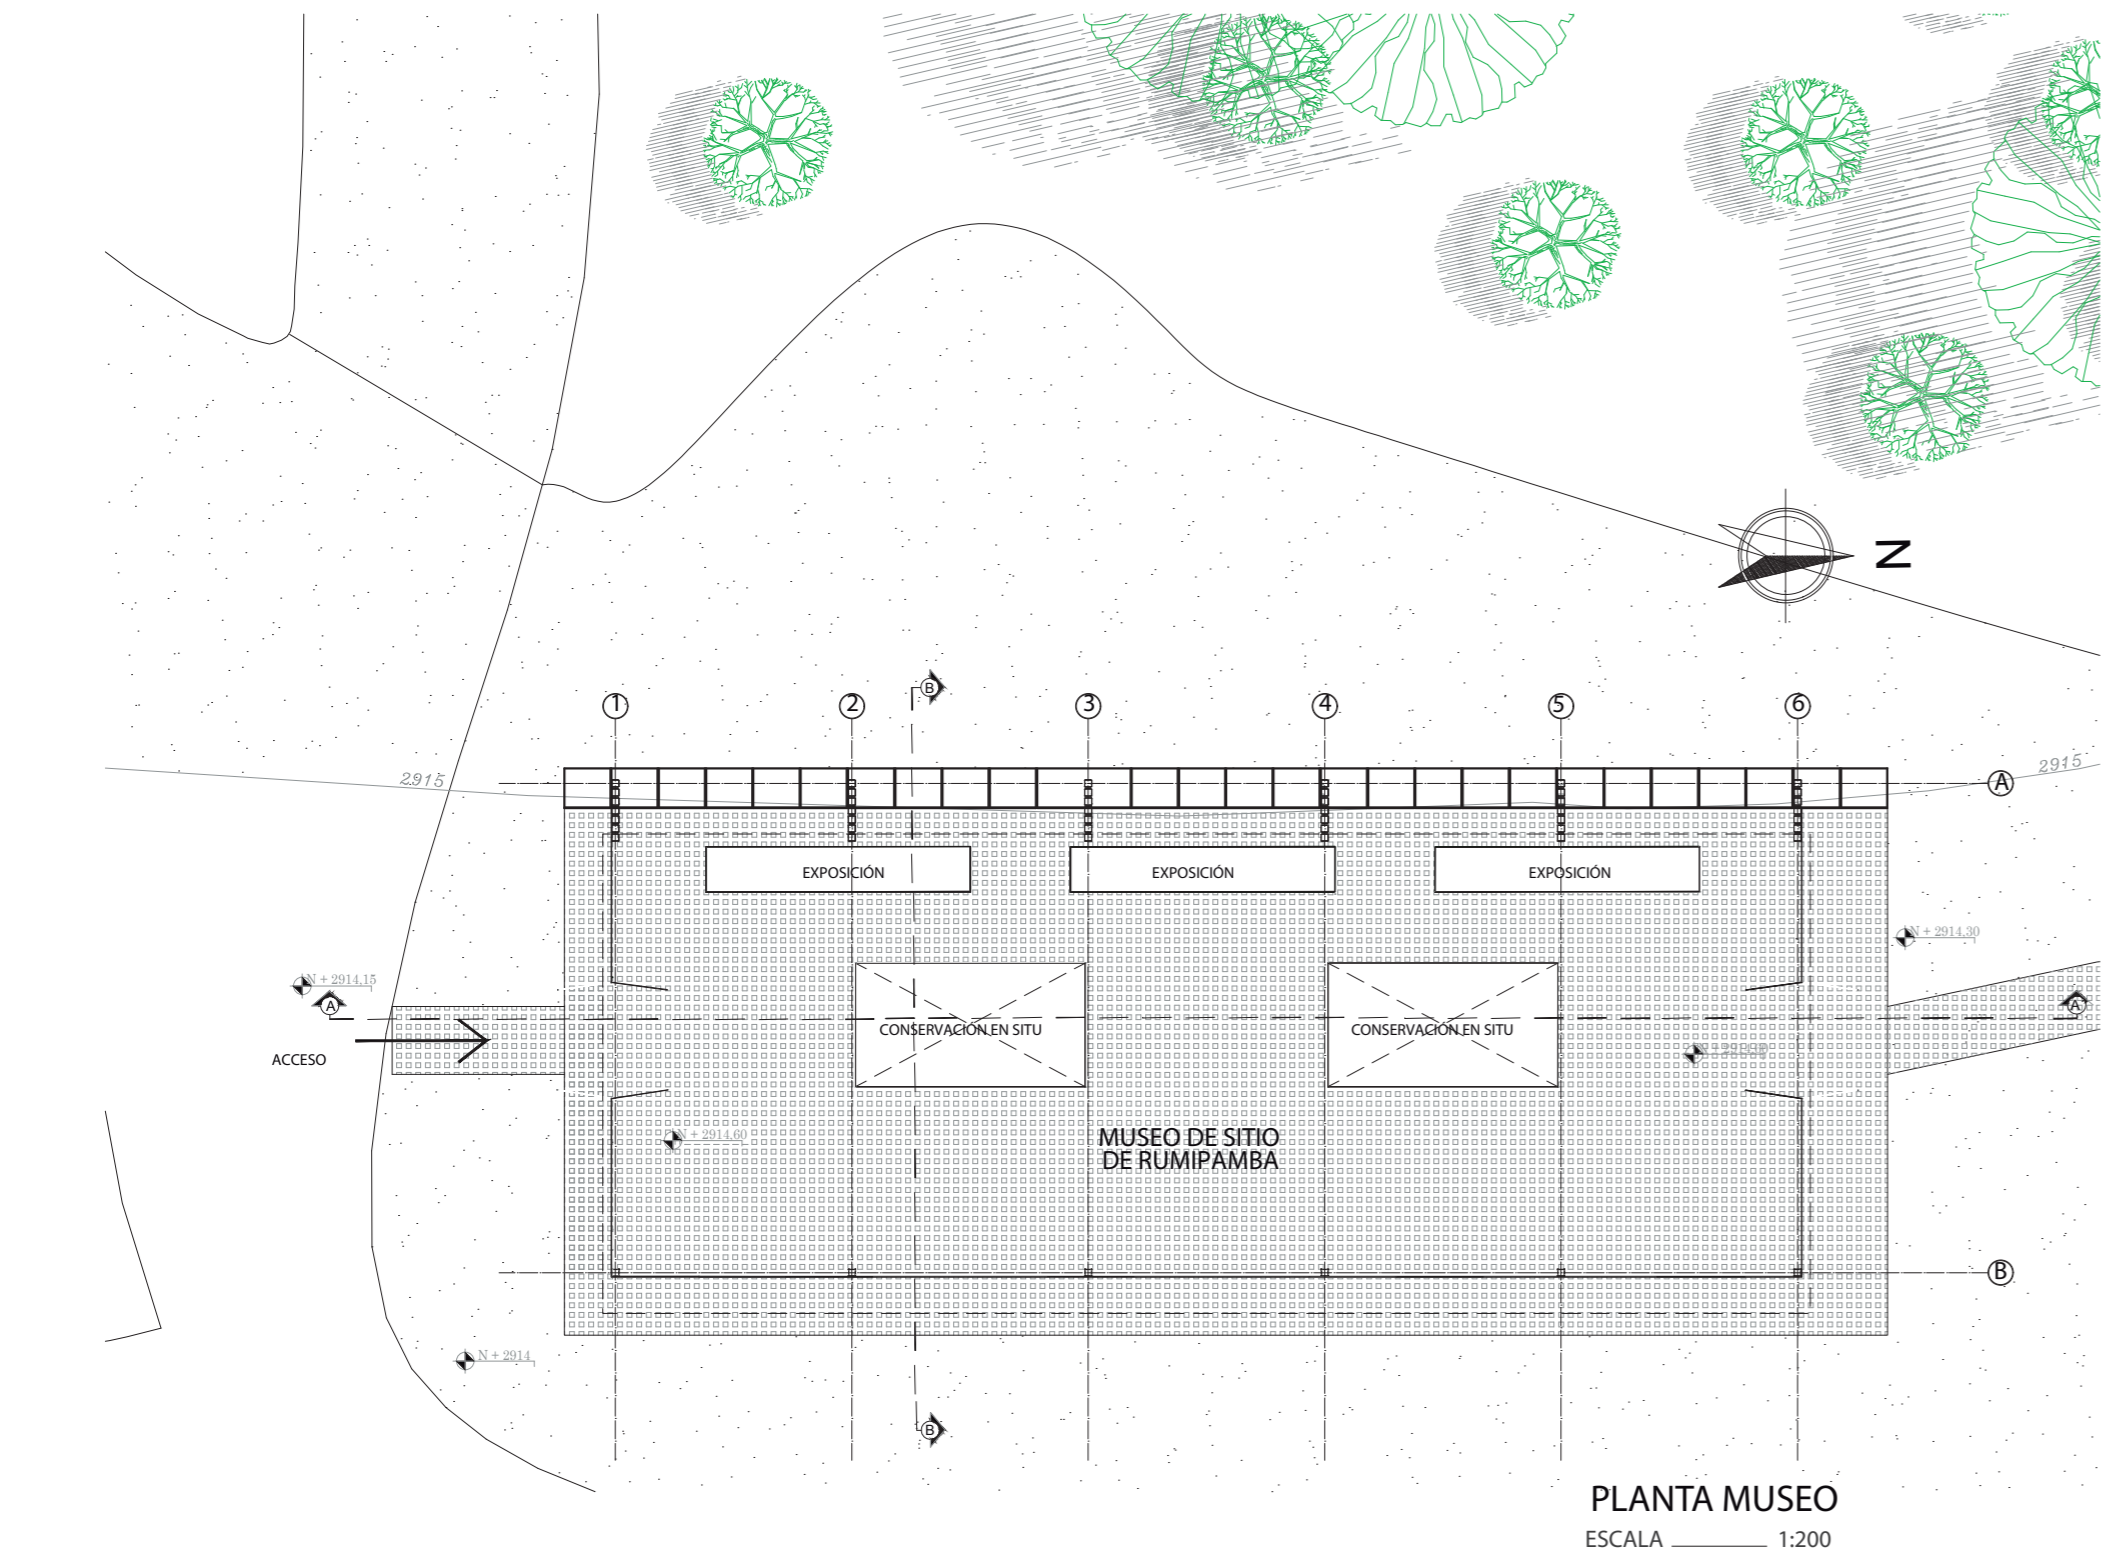 N
B
1
2
3
4
5
6
2915
2915
A
EXPOSICIÓN
EXPOSICIÓN
EXPOSICIÓN
N + 2914,30
N + 2914,15
A
A
CONSERVACIÓN EN SITU
CONSERVACIÓN EN SITU
ACCESO
MUSEO DE SITIO
DE RUMIPAMBA
N + 2914,60
B
N + 2914
B
PLANTA MUSEO
ESCALA 1:200